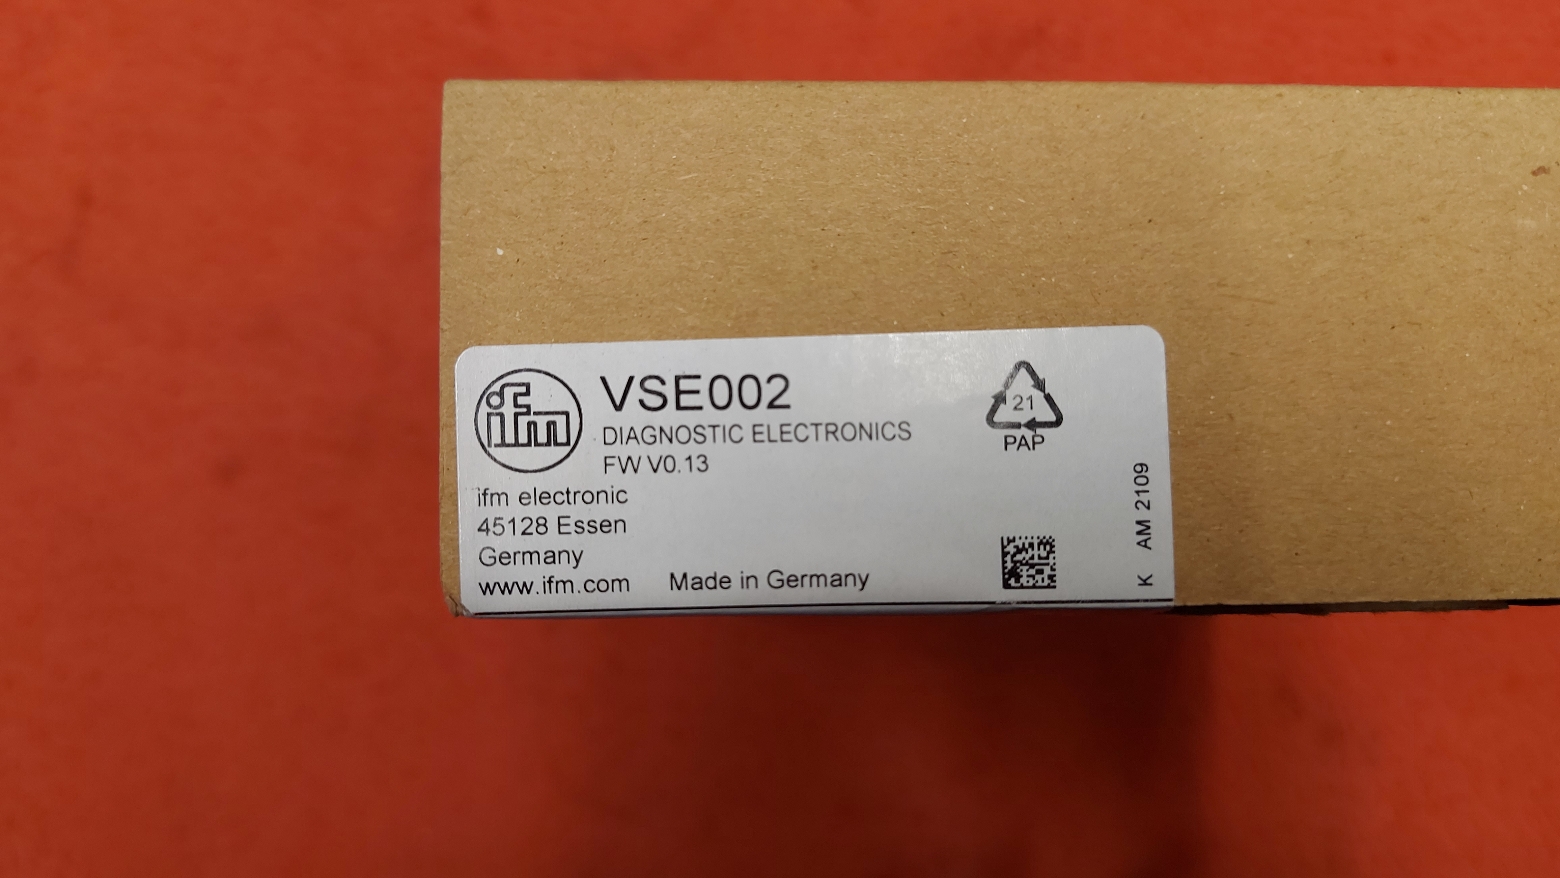 ifm
VSE002
DIAGNOSTIC ELECTRONICS
FW V0.13
ifm electronic
45128 Essen
Germany
www.ifm.com
Made in Germany
21
PAP
K AM 2109